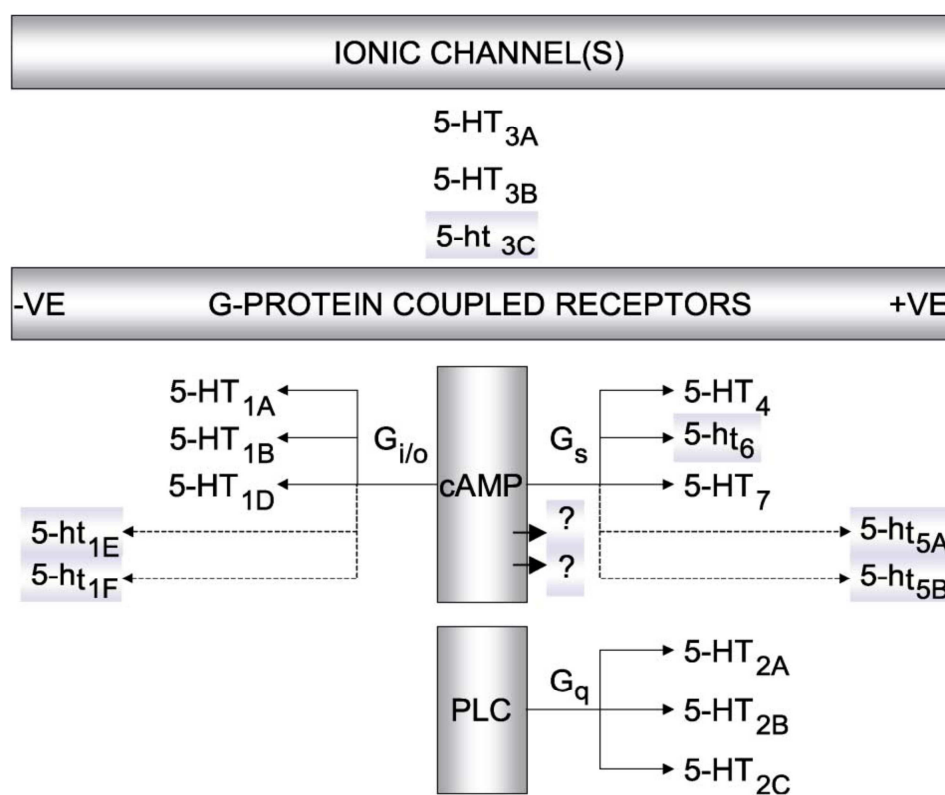 IONIC CHANNEL(S)
5-HT3A
5-HT3B
5-ht 3C
-VE G-PROTEIN COUPLED RECEPTORS +VE
5-HT1A 5-HT4
5-HT1B Gi/o Gs 5-ht6
5-HT1D cAMP 5-HT7
5-ht1E ? 5-ht5A
5-ht1F ? 5-ht5B
5-HT2A
PLC Gq 5-HT2B
5-HT2C